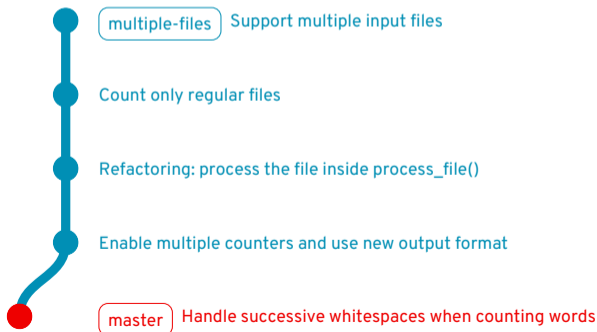 multiple-files Support multiple input files
Count only regular files
Refactoring: process the file inside process_file()
Enable multiple counters and use new output format
master Handle successive whitespaces when counting words